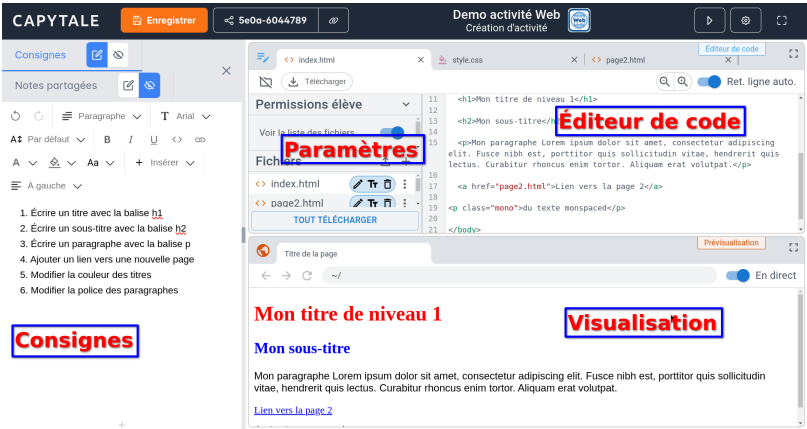 CAPYTALE
Enregistrer
5e0a-6044789
Demo activité Web
Création d'activité
Web
Consignes
Notes partagées
Paragraphe
Arial
Par défaut
B I U
A
Aa
Insérer
À gauche
1. Écrire un titre avec la balise h1
2. Écrire un sous-titre avec la balise h2
3. Écrire un paragraphe avec la balise p
4. Ajouter un lien vers une nouvelle page
5. Modifier la couleur des titres
6. Modifier la police des paragraphes
Consignes
Éditeur de code
index.html
style.css
page2.html
Télécharger
Ret. ligne auto.
Permissions élève
Voir la liste des fichiers
Paramètres
Fichiers
index.html
page2.html
TOUT TÉLÉCHARGER
11 <h1>Mon titre de niveau 1</h1>
12
13 <h2>Mon sous-titre</h2>
Éditeur de code
14
15 <p>Mon paragraphe Lorem ipsum dolor sit amet, consectetur adipiscing
elit. Fusce nibh est, porttitor quis sollicitudin vitae, hendrerit quis
lectus. Curabitur rhoncus enim tortor. Aliquam erat volutpat.</p>
16
17 <a href="page2.html">Lien vers la page 2</a>
18
19 <p class="mono">du texte monspaced</p>
20
21 </body>
Prévisualisation
Titre de la page
~/
En direct
Mon titre de niveau 1
Visualisation
Mon sous-titre
Mon paragraphe Lorem ipsum dolor sit amet, consectetur adipiscing elit. Fusce nibh est, porttitor quis sollicitudin
vitae, hendrerit quis lectus. Curabitur rhoncus enim tortor. Aliquam erat volutpat.
Lien vers la page 2